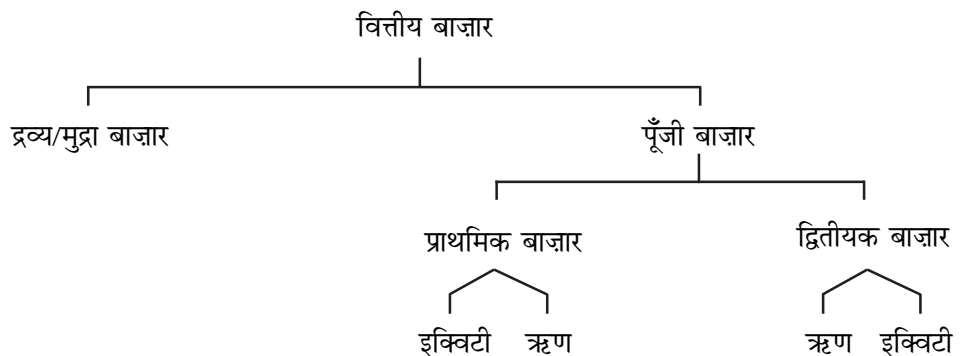 वित्तीय बाज़ार
द्रव्य/मुद्रा बाज़ार पूँजी बाज़ार
प्राथमिक बाज़ार द्वितीयक बाज़ार
इक्विटी ऋण ऋण इक्विटी